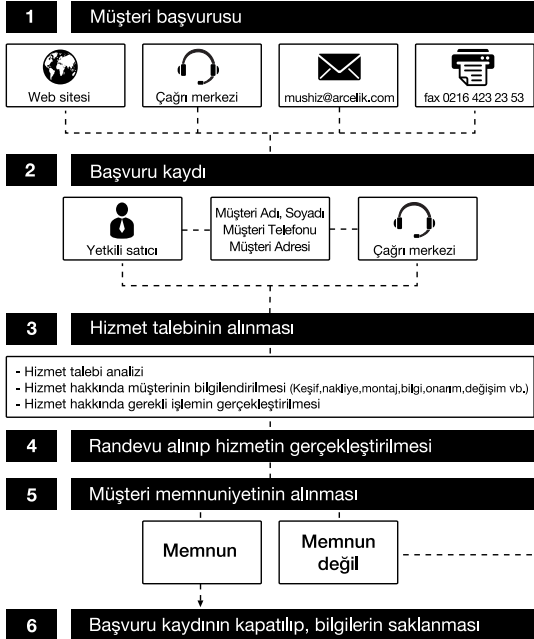 1 Müşteri başvurusu
Web sitesi
Çağrı merkezi
mushiz@arcelik.com
fax 0216 423 23 53
2 Başvuru kaydı
Yetkili satıcı
Müşteri Adı, Soyadı
Müşteri Telefonu
Müşteri Adresi
Çağrı merkezi
3 Hizmet talebinin alınması
- Hizmet talebi analizi
- Hizmet hakkında müşterinin bilgilendirilmesi (Keşif,nakliye,montaj,bilgi,onarım,değişim vb.)
- Hizmet hakkında gerekli işlemin gerçekleştirilmesi
4 Randevu alınıp hizmetin gerçekleştirilmesi
5 Müşteri memnuniyetinin alınması
Memnun
Memnun
değil
6 Başvuru kaydının kapatılıp, bilgilerin saklanması